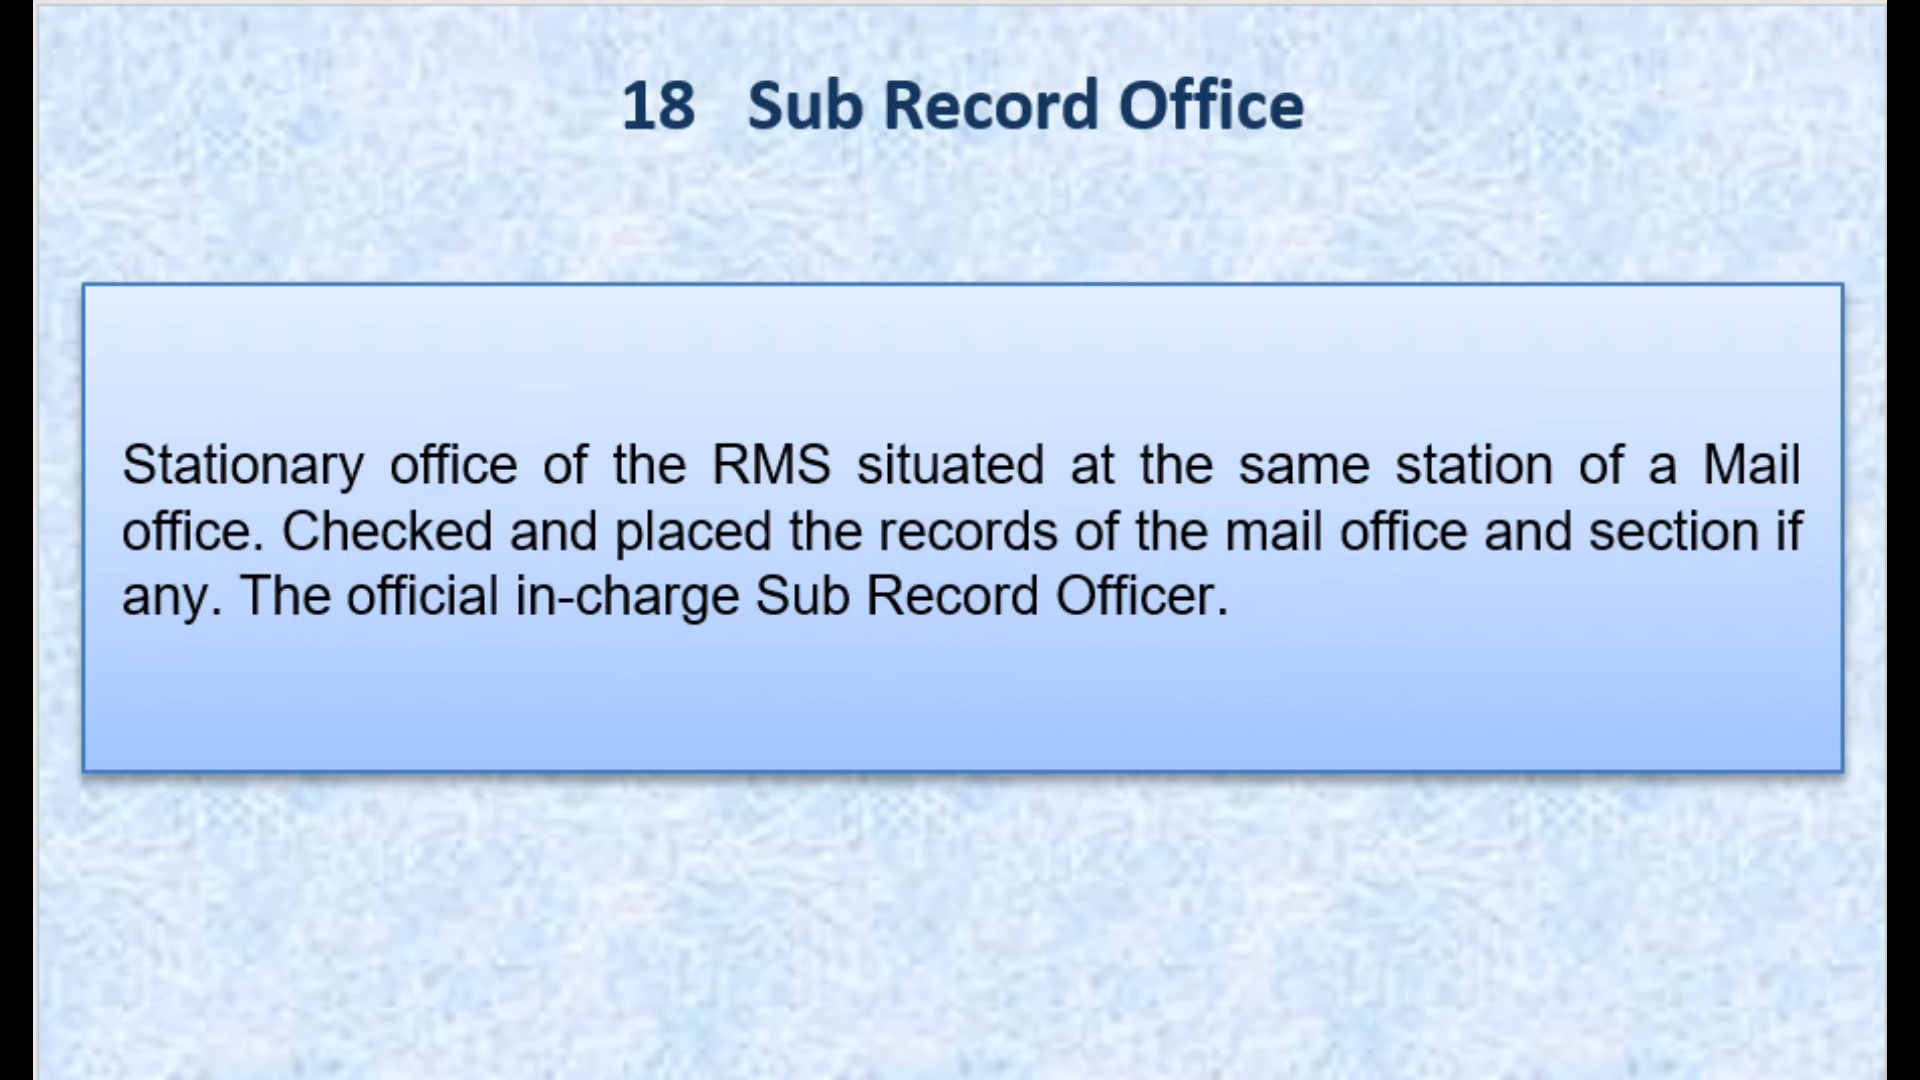 18 Sub Record Office
Stationary office of the RMS situated at the same station of a Mail
office. Checked and placed the records of the mail office and section if
any. The official in-charge Sub Record Officer.